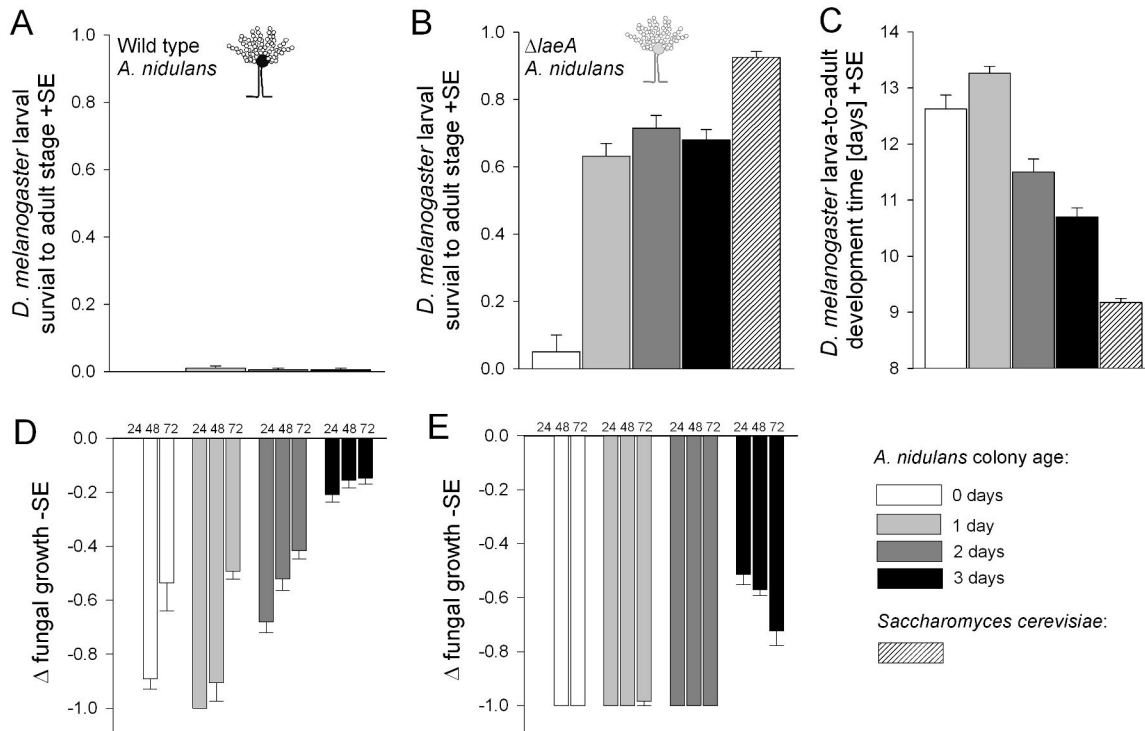 A
Wild type
A. nidulans
D. melanogaster larval
survial to adult stage +SE
1.0
0.8
0.6
0.4
0.2
0.0
B
ΔlaeA
A. nidulans
D. melanogaster larval
survial to adult stage +SE
1.0
0.8
0.6
0.4
0.2
0.0
C
D. melanogaster larva-to-adult
development time [days] +SE
14
13
12
11
10
9
8
D
Δ fungal growth -SE
24 48 72 24 48 72 24 48 72 24 48 72
0.0
-0.2
-0.4
-0.6
-0.8
-1.0
E
Δ fungal growth -SE
24 48 72 24 48 72 24 48 72 24 48 72
0.0
-0.2
-0.4
-0.6
-0.8
-1.0
A. nidulans colony age:
0 days
1 day
2 days
3 days
Saccharomyces cerevisiae: